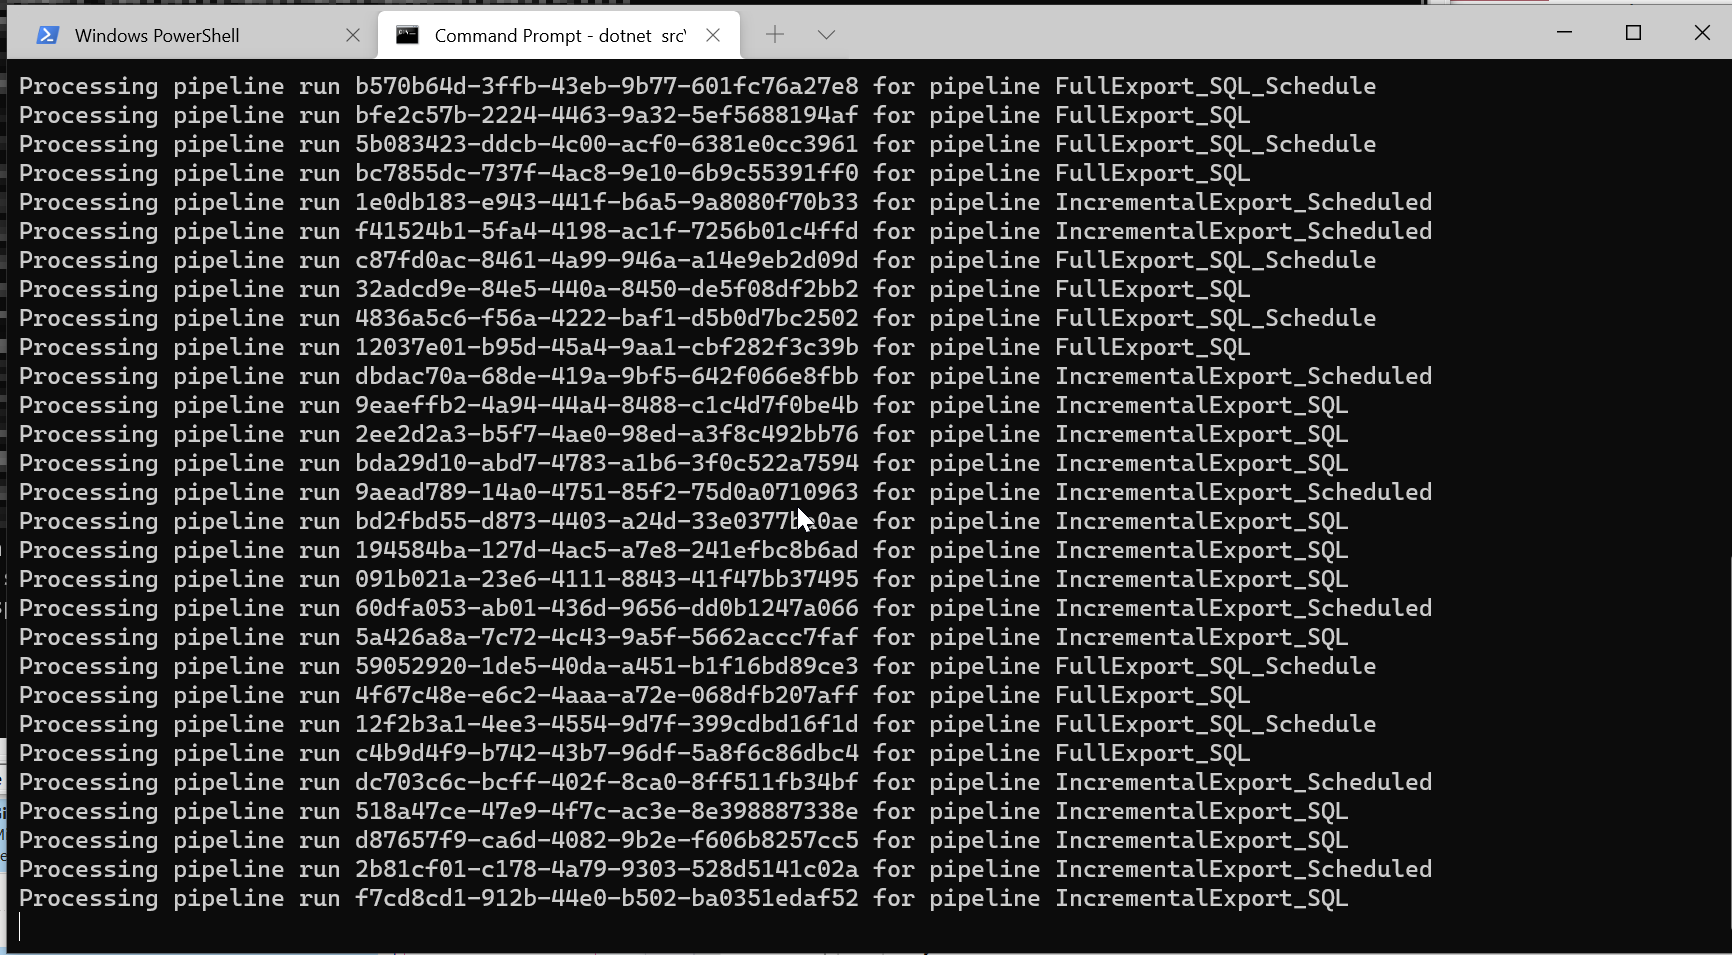 Windows PowerShell
Command Prompt - dotnet src\
Processing pipeline run b570b64d-3ffb-43eb-9b77-601fc76a27e8 for pipeline FullExport_SQL_Schedule
Processing pipeline run bfe2c57b-2224-4463-9a32-5ef5688194af for pipeline FullExport_SQL
Processing pipeline run 5b083423-ddcb-4c00-acf0-6381e0cc3961 for pipeline FullExport_SQL_Schedule
Processing pipeline run bc7855dc-737f-4ac8-9e10-6b9c55391ff0 for pipeline FullExport_SQL
Processing pipeline run 1e0db183-e943-441f-b6a5-9a8080f70b33 for pipeline IncrementalExport_Scheduled
Processing pipeline run f41524b1-5fa4-4198-ac1f-7256b01c4ffd for pipeline IncrementalExport_Scheduled
Processing pipeline run c87fd0ac-8461-4a99-946a-a14e9eb2d09d for pipeline FullExport_SQL_Schedule
Processing pipeline run 32adcd9e-84e5-440a-8450-de5f08df2bb2 for pipeline FullExport_SQL
Processing pipeline run 4836a5c6-f56a-4222-baf1-d5b0d7bc2502 for pipeline FullExport_SQL_Schedule
Processing pipeline run 12037e01-b95d-45a4-9aa1-cbf282f3c39b for pipeline FullExport_SQL
Processing pipeline run dbdac70a-68de-419a-9bf5-642f066e8fbb for pipeline IncrementalExport_Scheduled
Processing pipeline run 9eaeffb2-4a94-44a4-8488-c1c4d7f0be4b for pipeline IncrementalExport_SQL
Processing pipeline run 2ee2d2a3-b5f7-4ae0-98ed-a3f8c492bb76 for pipeline IncrementalExport_SQL
Processing pipeline run bda29d10-abd7-4783-a1b6-3f0c522a7594 for pipeline IncrementalExport_SQL
Processing pipeline run 9aead789-14a0-4751-85f2-75d0a0710963 for pipeline IncrementalExport_Scheduled
Processing pipeline run for pipeline IncrementalExport_SQL
Processing pipeline run 194584ba-127d-4ac5-a7e8-241efbc8b6ad for pipeline IncrementalExport_SQL
Processing pipeline run 091b021a-23e6-4111-8843-41f47bb37495 for pipeline IncrementalExport_SQL
Processing pipeline run 60dfa053-ab01-436d-9656-dd0b1247a066 for pipeline IncrementalExport_Scheduled
Processing pipeline run 5a426a8a-7c72-4c43-9a5f-5662accc7faf for pipeline IncrementalExport_SQL
Processing pipeline run 59052920-1de5-40da-a451-b1f16bd89ce3 for pipeline FullExport_SQL_Schedule
Processing pipeline run 4f67c48e-e6c2-4aaa-a72e-068dfb207aff for pipeline FullExport_SQL
Processing pipeline run 12f2b3a1-4ee3-4554-9d7f-399cdbd16f1d for pipeline FullExport_SQL_Schedule
Processing pipeline run c4b9d4f9-b742-43b7-96df-5a8f6c86dbc4 for pipeline FullExport_SQL
Processing pipeline run dc703c6c-bcff-402f-8ca0-8ff511fb34bf for pipeline IncrementalExport_Scheduled
Processing pipeline run 518a47ce-47e9-4f7c-ac3e-8e398887338e for pipeline IncrementalExport_SQL
Processing pipeline run d87657f9-ca6d-4082-9b2e-f606b8257cc5 for pipeline IncrementalExport_SQL
Processing pipeline run 2b81cf01-c178-4a79-9303-528d5141c02a for pipeline IncrementalExport_Scheduled
Processing pipeline run f7cd8cd1-912b-44e0-b502-ba0351edaf52 for pipeline IncrementalExport_SQL